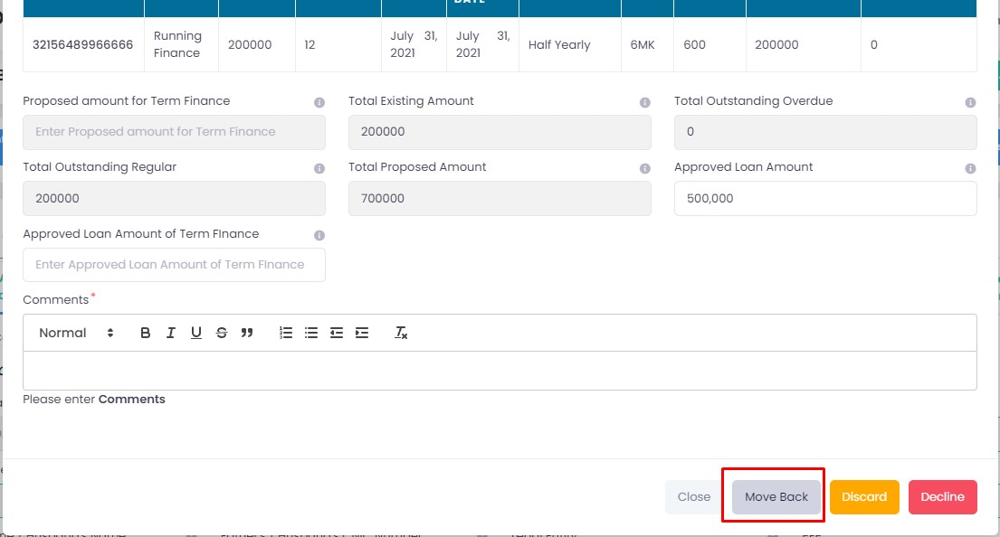 DATE
32156489966666 Running Finance 200000 12 July 31, 2021 July 31, 2021 Half Yearly 6MK 600 200000 0
Proposed amount for Term Finance Total Existing Amount Total Outstanding Overdue
Enter Proposed amount for Term Finance 200000 0
Total Outstanding Regular Total Proposed Amount Approved Loan Amount
200000 700000 500,000
Approved Loan Amount of Term FInance
Enter Approved Loan Amount of Term FInance
Comments*
Normal
Please enter Comments
Close Move Back Discard Decline